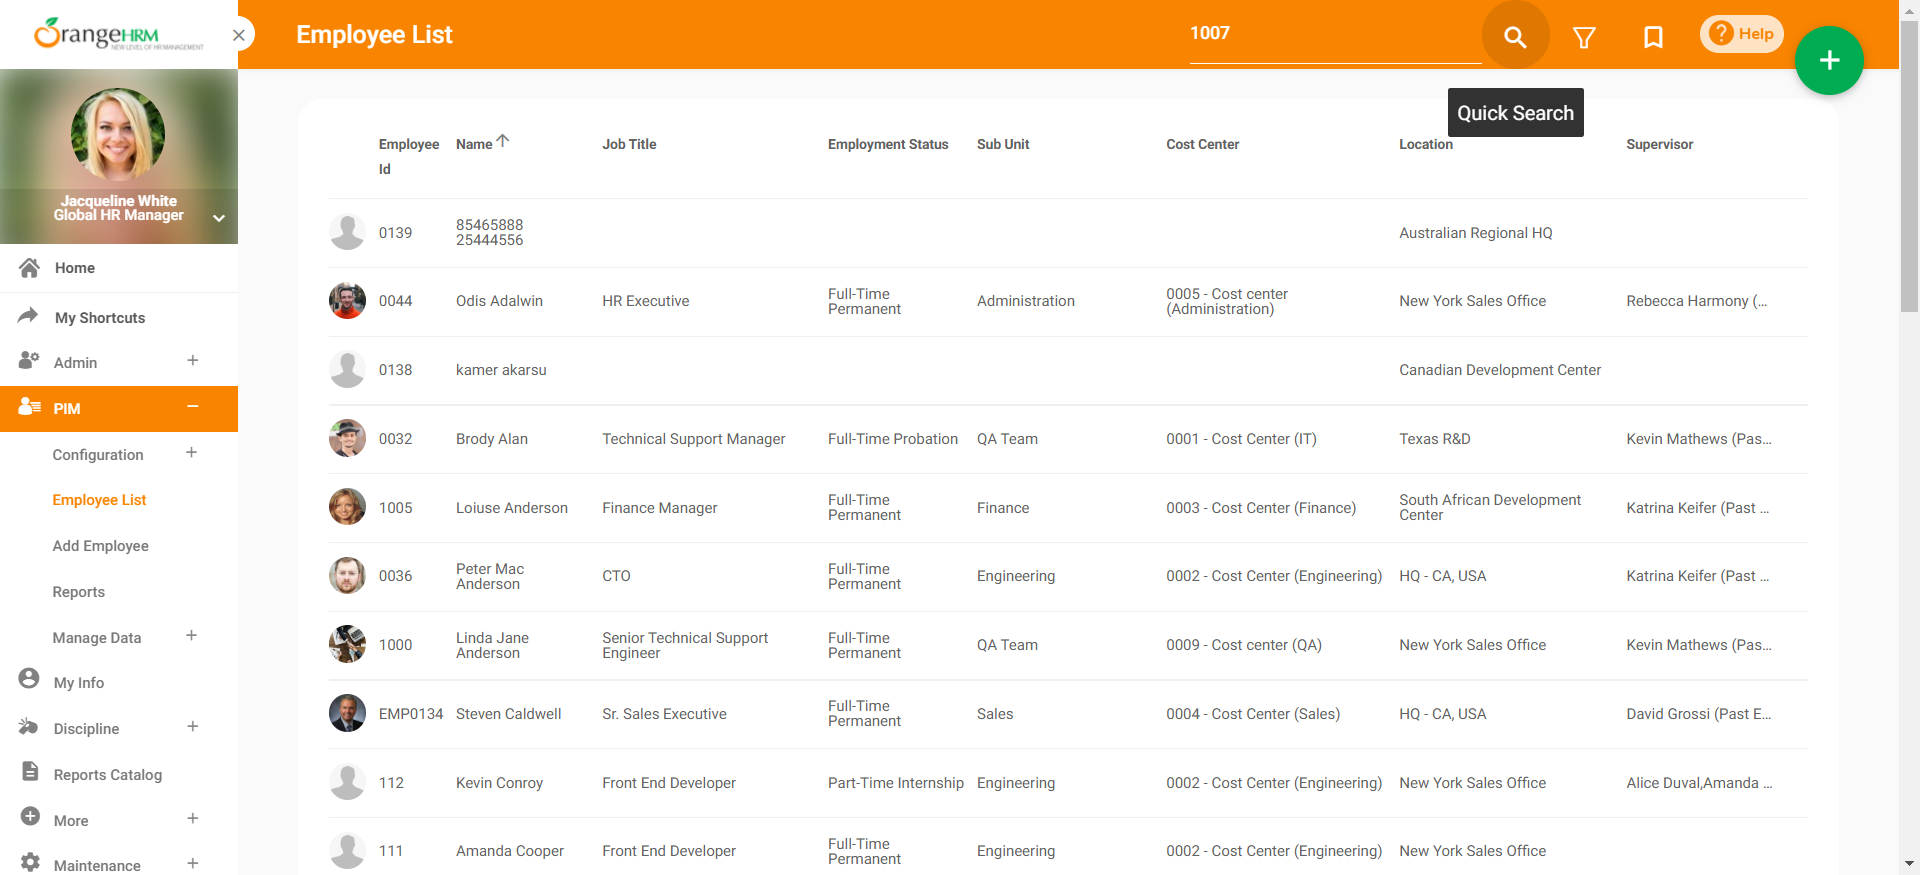 OrangeHRM
NEW LEVEL OF HR MANAGEMENT
Employee List
1007
Help
Quick Search
Jacqueline White
Global HR Manager
Home
My Shortcuts
Admin
PIM
Configuration
Employee List
Add Employee
Reports
Manage Data
My Info
Discipline
Reports Catalog
More
Maintenance
Employee Id Name Job Title Employment Status Sub Unit Cost Center Location Supervisor
0139 85465888 25444556 Australian Regional HQ
0044 Odis Adalwin HR Executive Full-Time Permanent Administration 0005 - Cost center (Administration) New York Sales Office Rebecca Harmony (...
0138 kamer akarsu Canadian Development Center
0032 Brody Alan Technical Support Manager Full-Time Probation QA Team 0001 - Cost Center (IT) Texas R&D Kevin Mathews (Pas...
1005 Loiuse Anderson Finance Manager Full-Time Permanent Finance 0003 - Cost Center (Finance) South African Development Center Katrina Keifer (Past ...
0036 Peter Mac Anderson CTO Full-Time Permanent Engineering 0002 - Cost Center (Engineering) HQ - CA, USA Katrina Keifer (Past ...
1000 Linda Jane Anderson Senior Technical Support Engineer Full-Time Permanent QA Team 0009 - Cost center (QA) New York Sales Office Kevin Mathews (Pas...
EMP0134 Steven Caldwell Sr. Sales Executive Full-Time Permanent Sales 0004 - Cost Center (Sales) HQ - CA, USA David Grossi (Past E...
112 Kevin Conroy Front End Developer Part-Time Internship Engineering 0002 - Cost Center (Engineering) New York Sales Office Alice Duval,Amanda ...
111 Amanda Cooper Front End Developer Full-Time Permanent Engineering 0002 - Cost Center (Engineering) New York Sales Office